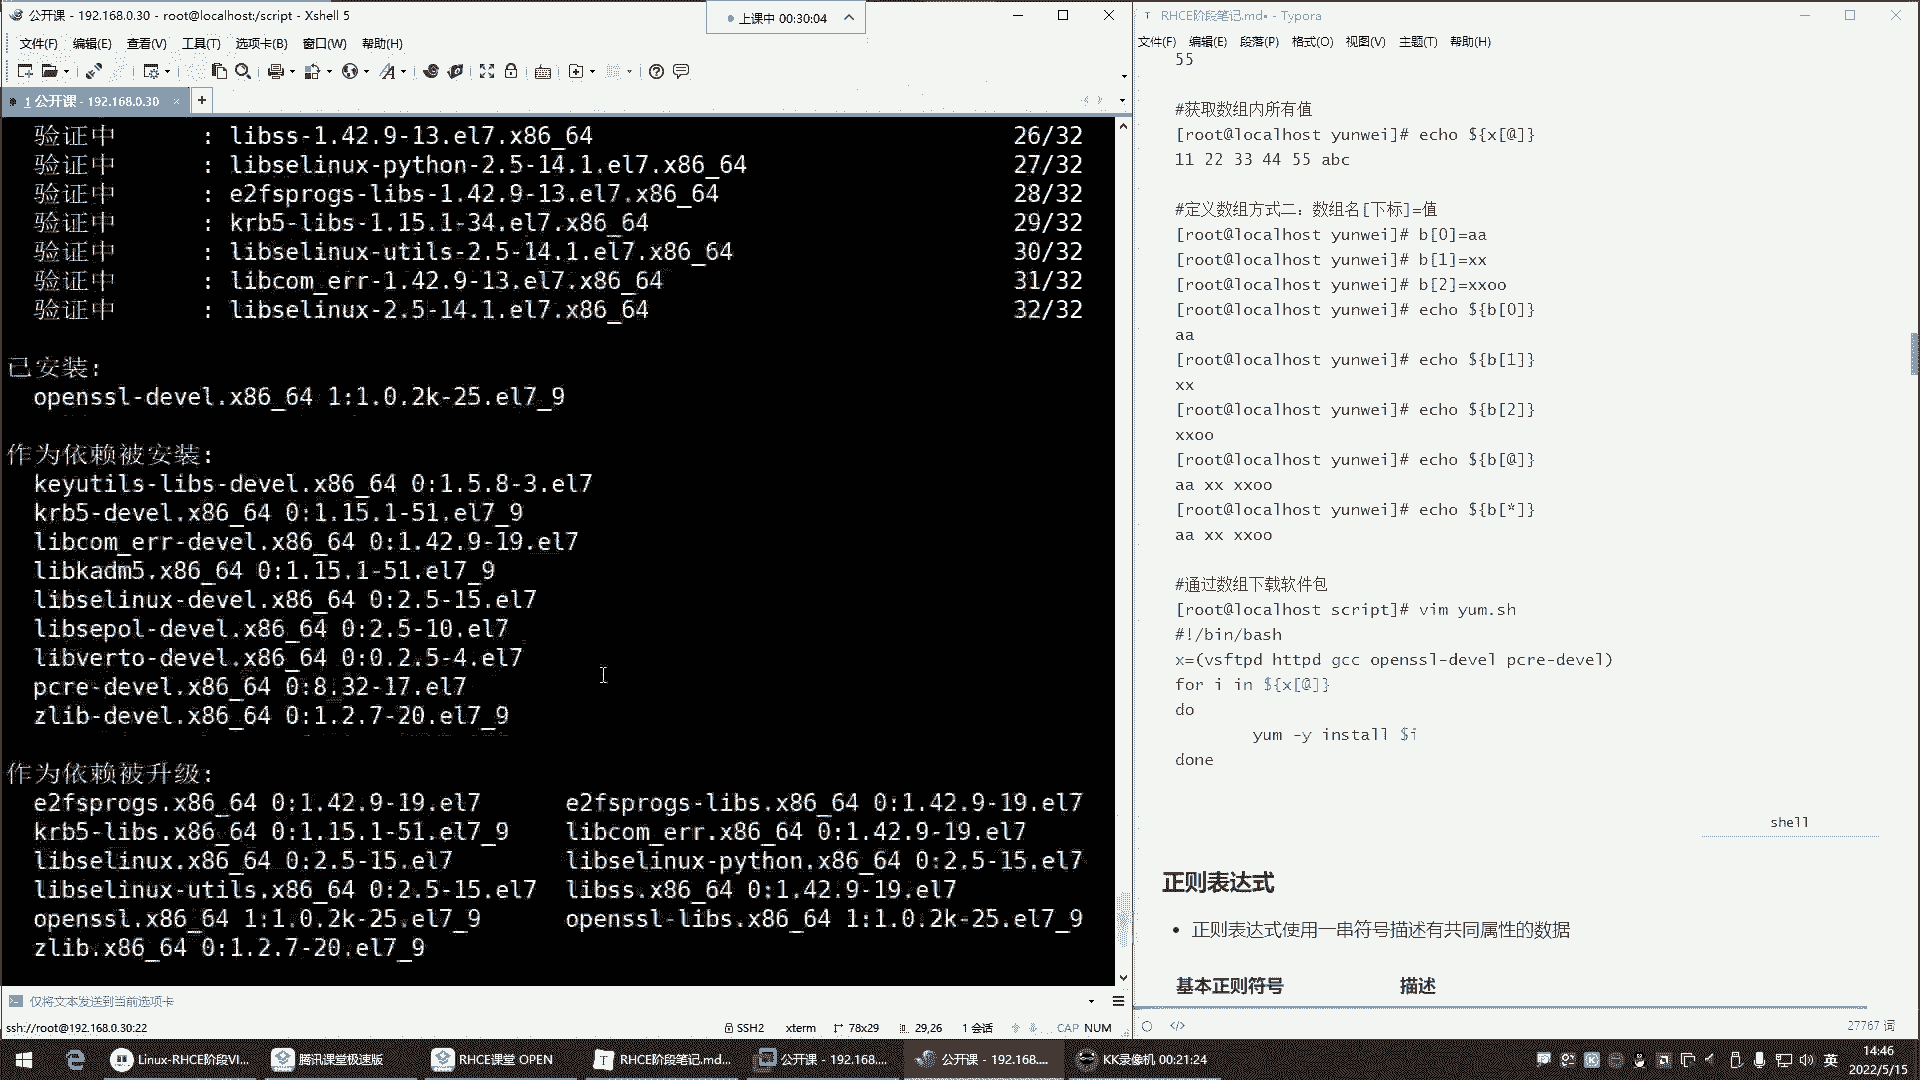 公开课 - 192.168.0.30 - root@localhost:/script - Xshell 5
上课中 00:30:04
文件(F) 编辑(E) 查看(V) 工具(T) 选项卡(B) 窗口(W) 帮助(H)
1 公开课 - 192.168.0.30
验证中 : libss-1.42.9-13.el7.x86_64 26/32
验证中 : libselinux-python-2.5-14.1.el7.x86_64 27/32
验证中 : e2fsprogs-libs-1.42.9-13.el7.x86_64 28/32
验证中 : krb5-libs-1.15.1-34.el7.x86_64 29/32
验证中 : libselinux-utils-2.5-14.1.el7.x86_64 30/32
验证中 : libcom_err-1.42.9-13.el7.x86_64 31/32
验证中 : libselinux-2.5-14.1.el7.x86_64 32/32
已安装:
openssl-devel.x86_64 1:1.0.2k-25.el7_9
作为依赖被安装:
keyutils-libs-devel.x86_64 0:1.5.8-3.el7
krb5-devel.x86_64 0:1.15.1-51.el7_9
libcom_err-devel.x86_64 0:1.42.9-19.el7
libkadm5.x86_64 0:1.15.1-51.el7_9
libselinux-devel.x86_64 0:2.5-15.el7
libsepol-devel.x86_64 0:2.5-10.el7
libverto-devel.x86_64 0:0.2.5-4.el7
pcre-devel.x86_64 0:8.32-17.el7
zlib-devel.x86_64 0:1.2.7-20.el7_9
作为依赖被升级:
e2fsprogs.x86_64 0:1.42.9-19.el7 e2fsprogs-libs.x86_64 0:1.42.9-19.el7
krb5-libs.x86_64 0:1.15.1-51.el7_9 libcom_err.x86_64 0:1.42.9-19.el7
libselinux.x86_64 0:2.5-15.el7 libselinux-python.x86_64 0:2.5-15.el7
libselinux-utils.x86_64 0:2.5-15.el7 libss.x86_64 0:1.42.9-19.el7
openssl.x86_64 1:1.0.2k-25.el7_9 openssl-libs.x86_64 1:1.0.2k-25.el7_9
zlib.x86_64 0:1.2.7-20.el7_9
仅将文本发送到当前选项卡
ssh://root@192.168.0.30:22 SSH2 xterm 78x29 29,26 1 会话 CAP NUM
RHCE阶段笔记.md• - Typora
文件(F) 编辑(E) 段落(P) 格式(O) 视图(V) 主题(T) 帮助(H)
55
#获取数组内所有值
[root@localhost yunwei]# echo ${x[@]}
11 22 33 44 55 abc
#定义数组方式二：数组名[下标]=值
[root@localhost yunwei]# b[0]=aa
[root@localhost yunwei]# b[1]=xx
[root@localhost yunwei]# b[2]=xxoo
[root@localhost yunwei]# echo ${b[0]}
aa
[root@localhost yunwei]# echo ${b[1]}
xx
[root@localhost yunwei]# echo ${b[2]}
xxoo
[root@localhost yunwei]# echo ${b[@]}
aa xx xxoo
[root@localhost yunwei]# echo ${b[*]}
aa xx xxoo
#通过数组下载软件包
[root@localhost script]# vim yum.sh
#!/bin/bash
x=(vsftpd httpd gcc openssl-devel pcre-devel)
for i in ${x[@]}
do
yum -y install $i
done
shell
正则表达式
• 正则表达式使用一串符号描述有共同属性的数据
基本正则符号 描述
</> 27767 词
Linux-RHCE阶段VI... 腾讯课堂极速版 RHCE课堂 OPEN RHCE阶段笔记.md... 公开课 - 192.168.... 公开课 - 192.168.... KK录像机 00:21:24 英 14:46
2022/5/15